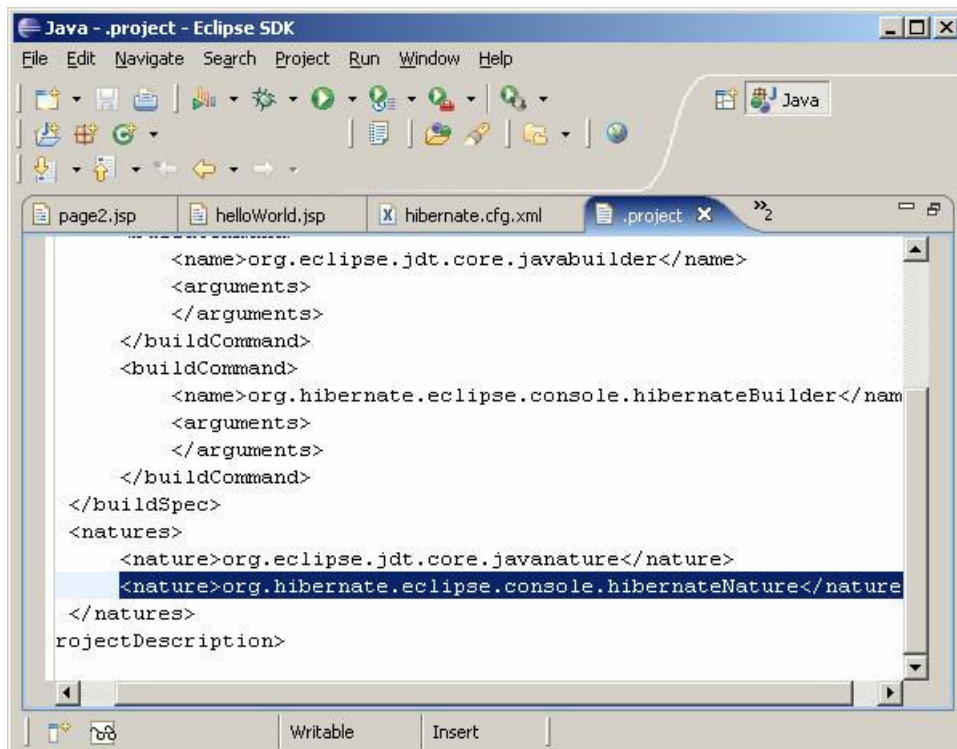 Java - .project - Eclipse SDK
File Edit Navigate Search Project Run Window Help
Java
page2.jsp helloWorld.jsp hibernate.cfg.xml .project »2
<name>org.eclipse.jdt.core.javabuilder</name>
<arguments>
</arguments>
</buildCommand>
<buildCommand>
<name>org.hibernate.eclipse.console.hibernateBuilder</nam
<arguments>
</arguments>
</buildCommand>
</buildSpec>
<natures>
<nature>org.eclipse.jdt.core.javanature</nature>
<nature>org.hibernate.eclipse.console.hibernateNature</nature
</natures>
rojectDescription>
Writable Insert